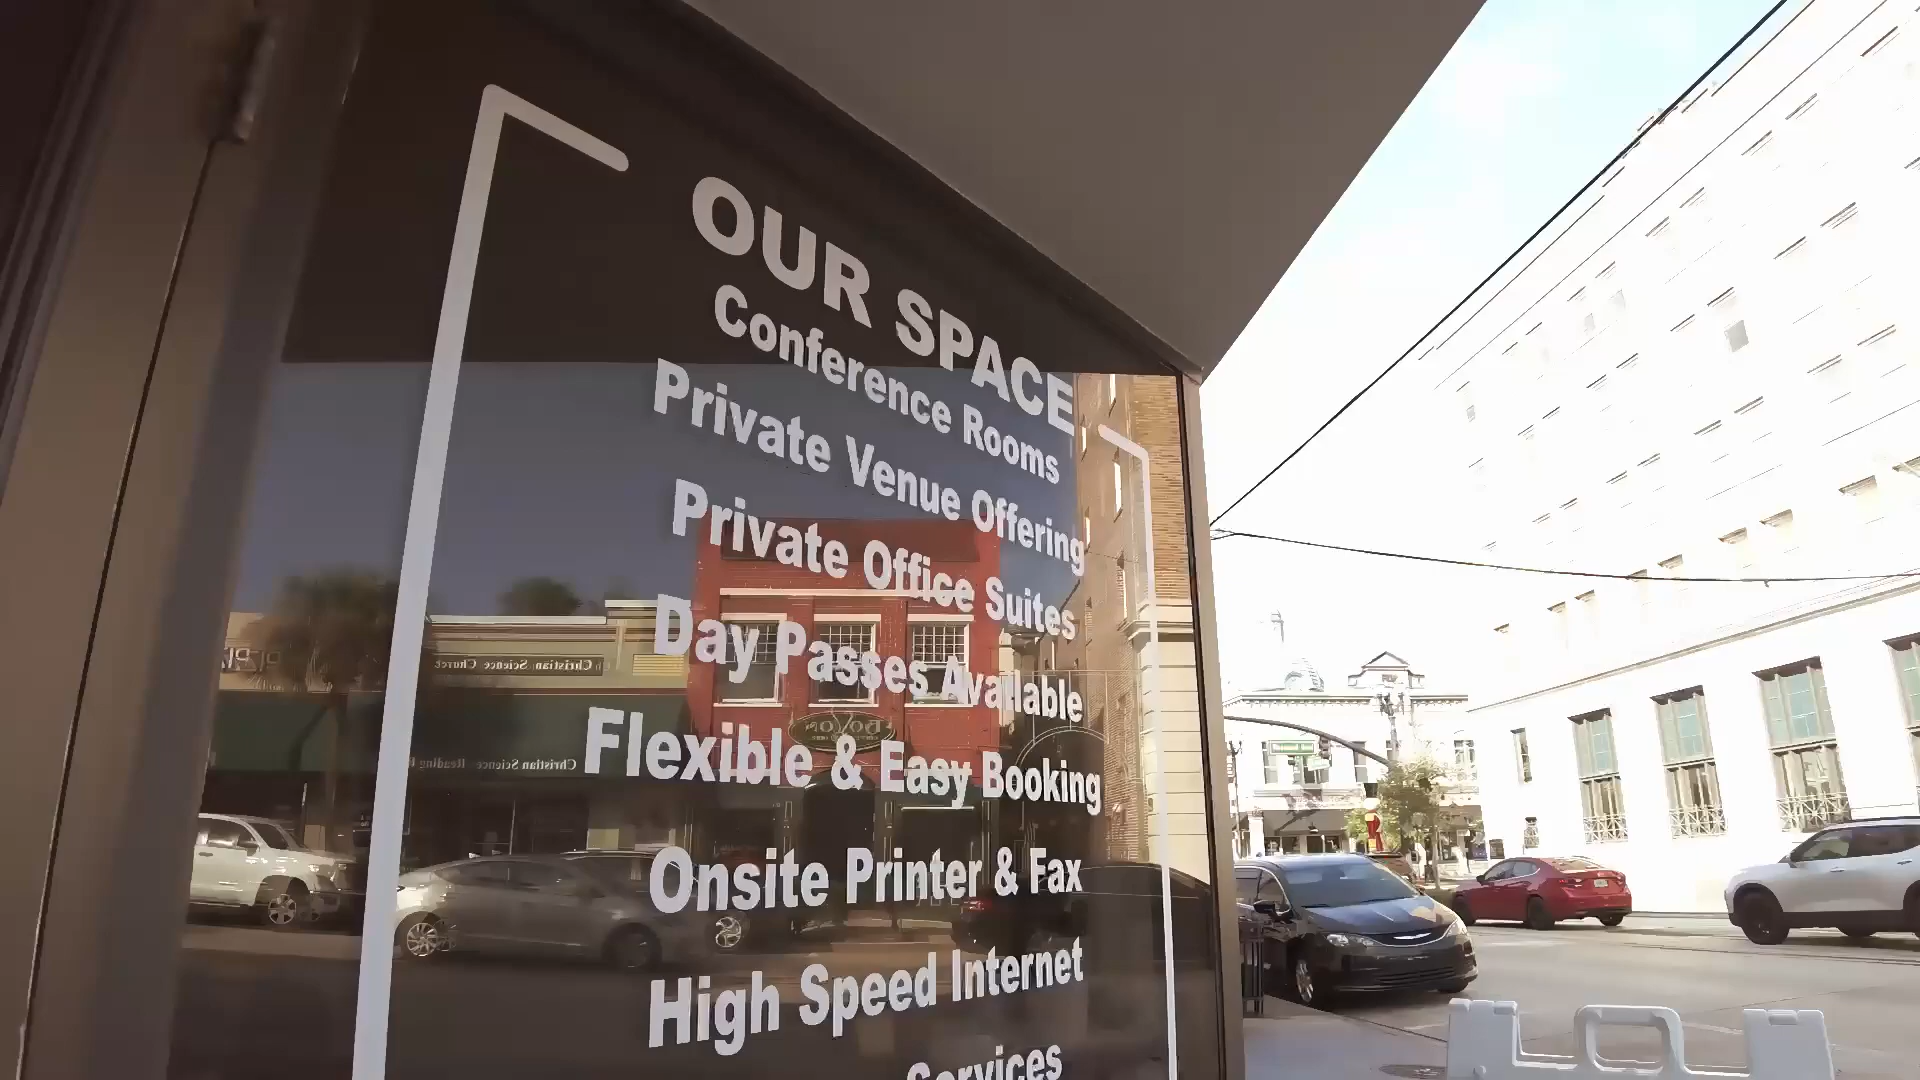 OUR SPACE
Conference Rooms
Private Venue Offering
Private Office Suites
Day Passes Available
Flexible & Easy Booking
Onsite Printer & Fax
High Speed Internet
Services
Christian Science Church
Christian Science Reading